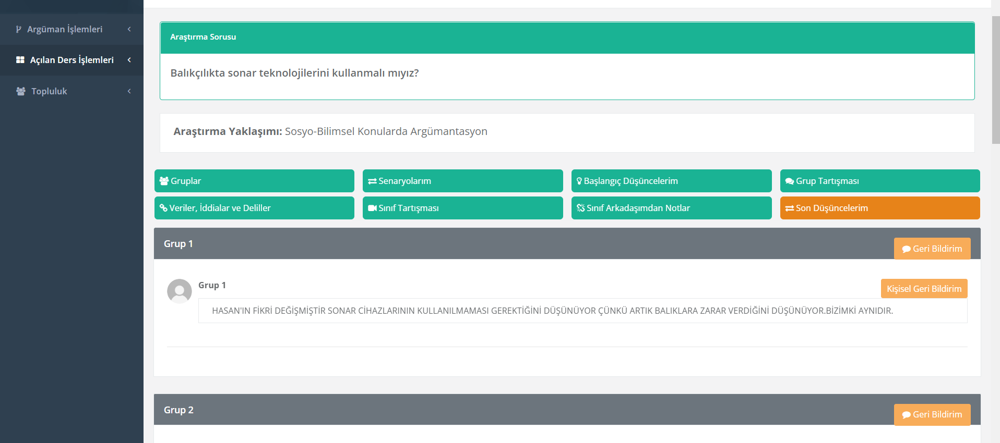 Argüman İşlemleri
Açılan Ders İşlemleri
Topluluk
Araştırma Sorusu
Balıkçılıkta sonar teknolojilerini kullanmalı mıyız?
Araştırma Yaklaşımı: Sosyo-Bilimsel Konularda Argümantasyon
Gruplar
Senaryolarım
Başlangıç Düşüncelerim
Grup Tartışması
Veriler, İddialar ve Deliller
Sınıf Tartışması
Sınıf Arkadaşımdan Notlar
Son Düşüncelerim
Grup 1
Geri Bildirim
Grup 1
Kişisel Geri Bildirim
HASAN'IN FİKRİ DEĞİŞMİŞTİR SONAR CİHAZLARININ KULLANILMAMASI GEREKTİĞİNİ DÜŞÜNÜYOR ÇÜNKÜ ARTIK BALIKLARA ZARAR VERDİĞİNİ DÜŞÜNÜYOR.BİZİMKİ AYNIDIR.
Grup 2
Geri Bildirim